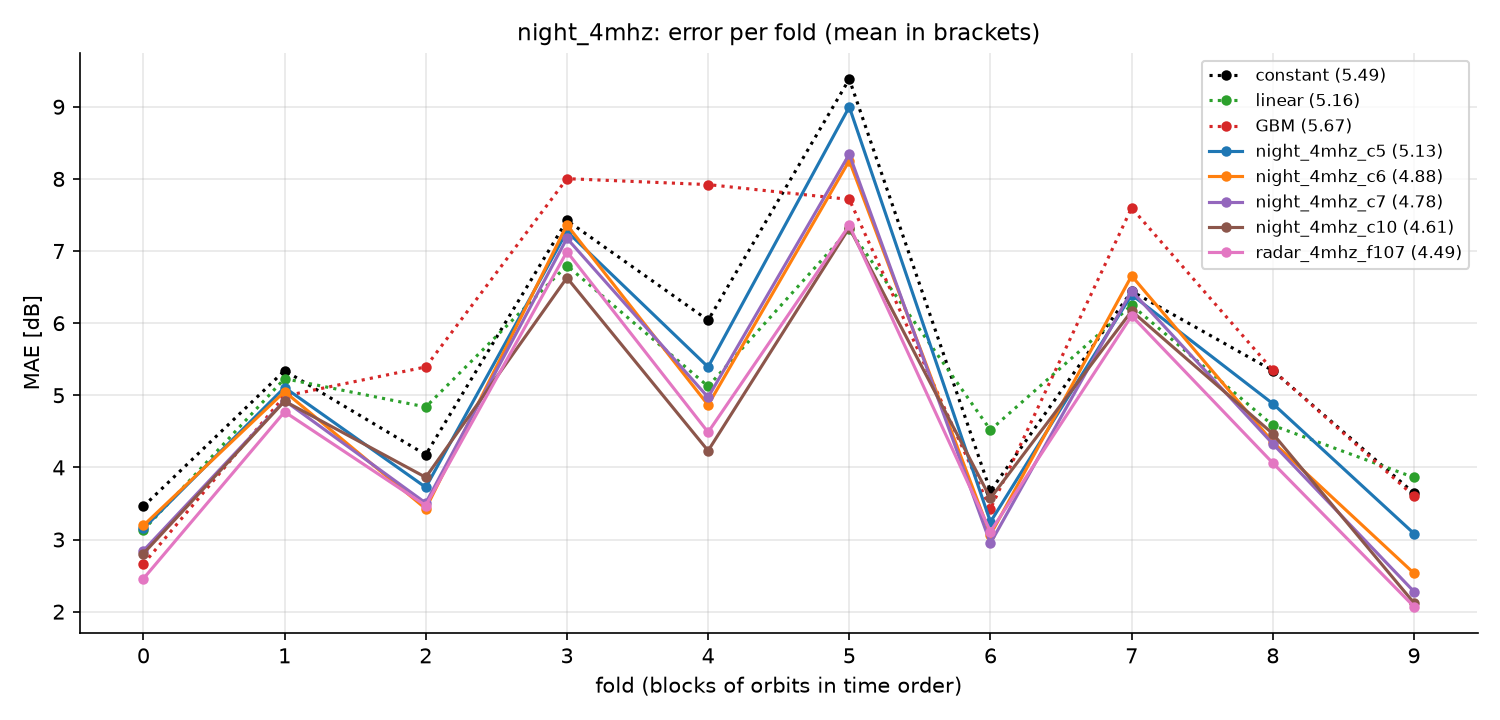 night_4mhz: error per fold (mean in brackets)
constant (5.49)
linear (5.16)
GBM (5.67)
night_4mhz_c5 (5.13)
night_4mhz_c6 (4.88)
night_4mhz_c7 (4.78)
night_4mhz_c10 (4.61)
radar_4mhz_f107 (4.49)
MAE [dB]
9
8
7
6
5
4
3
2
0 1 2 3 4 5 6 7 8 9
fold (blocks of orbits in time order)